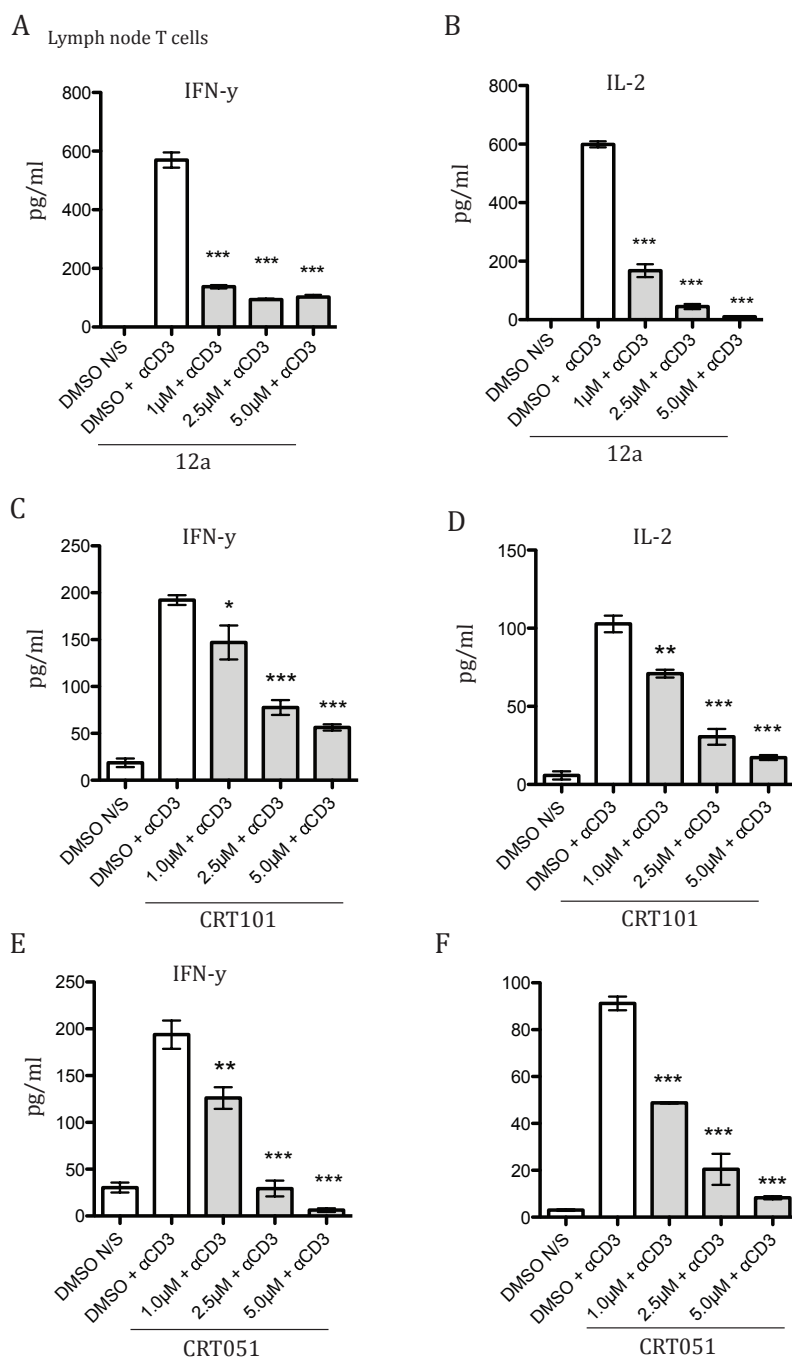 A
Lymph node T cells
IFN-y
pg/ml
800
600
400
200
0
***
***
***
DMSO N/S
DMSO + αCD3
1µM + αCD3
2.5µM + αCD3
5.0µM + αCD3
12a
B
IL-2
pg/ml
800
600
400
200
0
***
***
***
DMSO N/S
DMSO + αCD3
1µM + αCD3
2.5µM + αCD3
5.0µM + αCD3
12a
C
IFN-y
pg/ml
250
200
150
100
50
0
*
***
***
DMSO N/S
DMSO + αCD3
1.0µM + αCD3
2.5µM + αCD3
5.0µM + αCD3
CRT101
D
IL-2
pg/ml
150
100
50
0
**
***
***
DMSO N/S
DMSO + αCD3
1.0µM + αCD3
2.5µM + αCD3
5.0µM + αCD3
CRT101
E
IFN-y
pg/ml
250
200
150
100
50
0
**
***
***
DMSO N/S
DMSO + αCD3
1.0µM + αCD3
2.5µM + αCD3
5.0µM + αCD3
CRT051
F
100
80
60
40
20
0
***
***
***
DMSO N/S
DMSO + αCD3
1.0µM + αCD3
2.5µM + αCD3
5.0µM + αCD3
CRT051